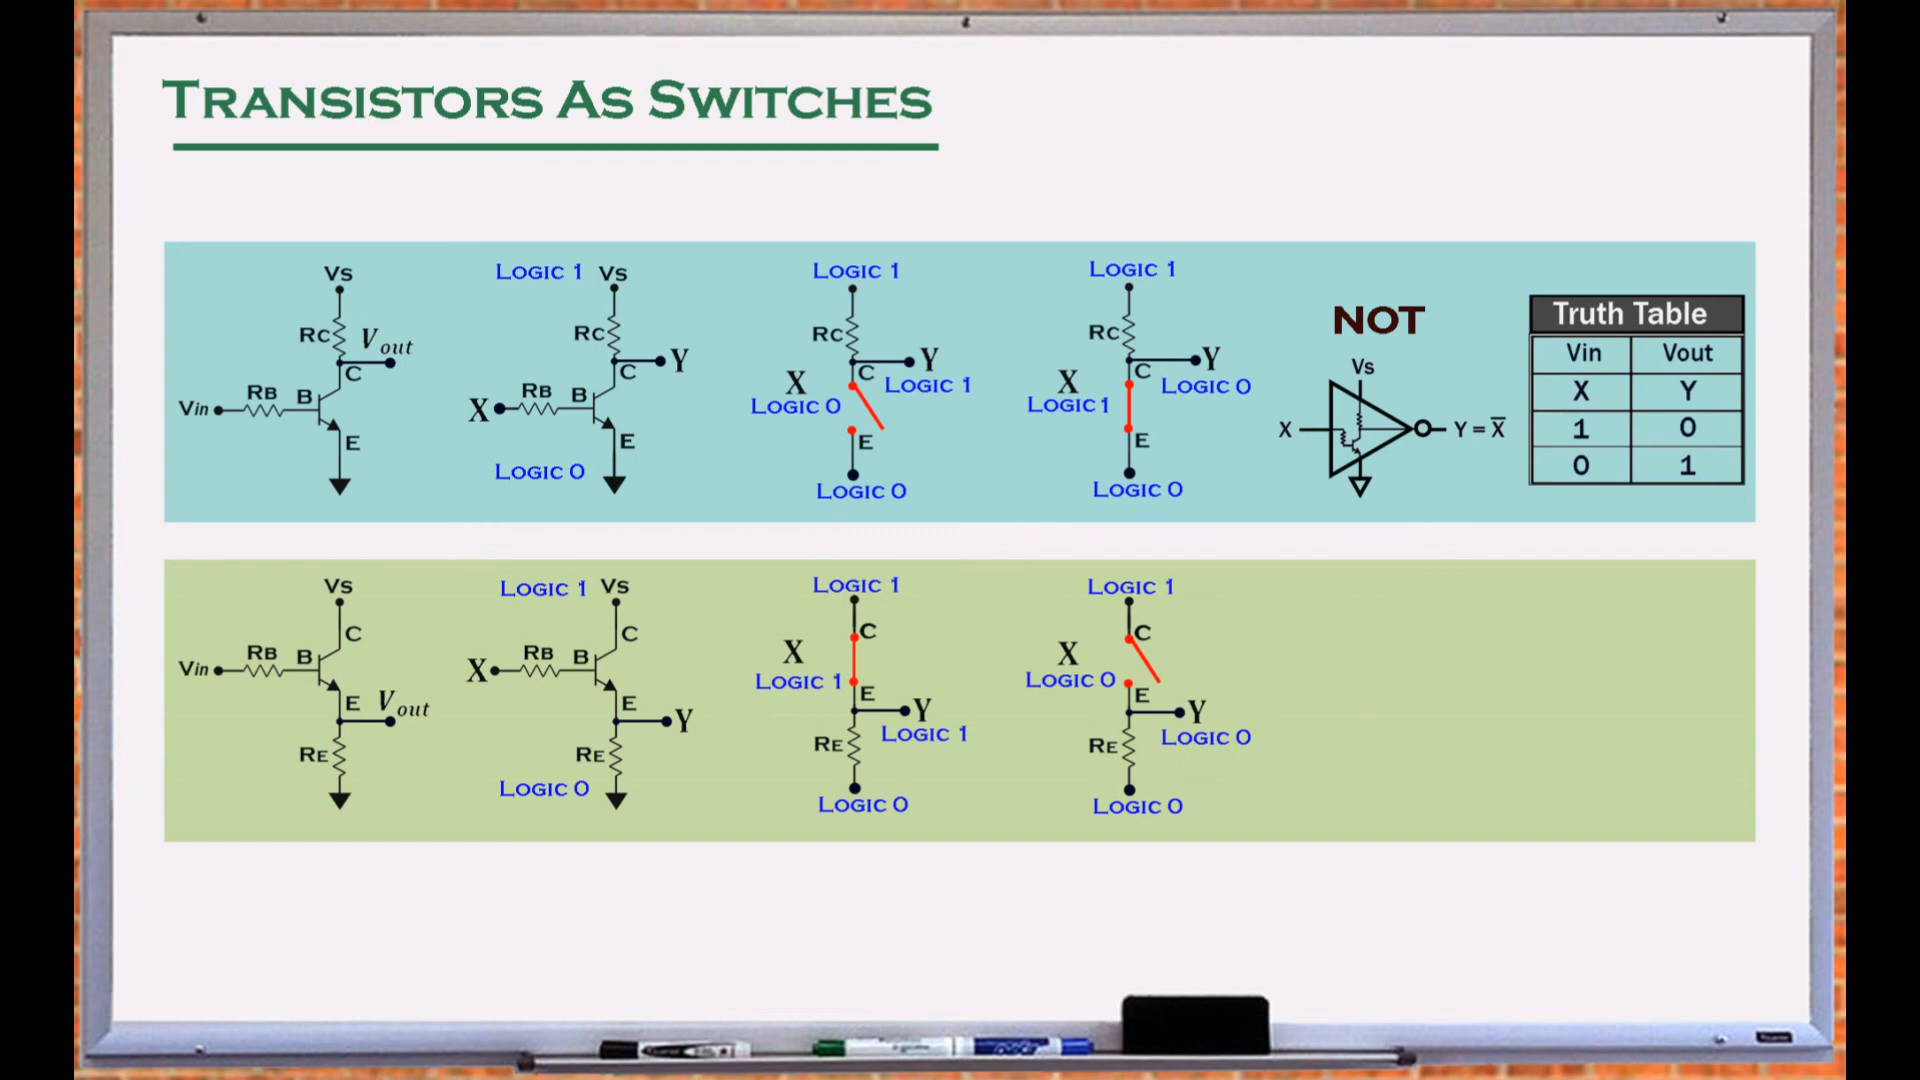 TRANSISTORS AS SWITCHES
Vs
RC
Vout
C
RB
B
Vin
E
LOGIC 1 Vs
RC
Y
C
RB
B
X
E
LOGIC 0
LOGIC 1
RC
Y
C
LOGIC 1
X
LOGIC 0
E
LOGIC 0
LOGIC 1
RC
Y
C
LOGIC 0
X
LOGIC 1
E
LOGIC 0
NOT
Vs
X
Y = X̅
Truth Table
Vin Vout
X Y
1 0
0 1
Vs
C
RB
B
Vin
E
Vout
RE
LOGIC 1 Vs
C
RB
B
X
E
Y
RE
LOGIC 0
LOGIC 1
C
X
LOGIC 1
E
Y
LOGIC 1
RE
LOGIC 0
LOGIC 1
C
X
LOGIC 0
E
Y
LOGIC 0
RE
LOGIC 0